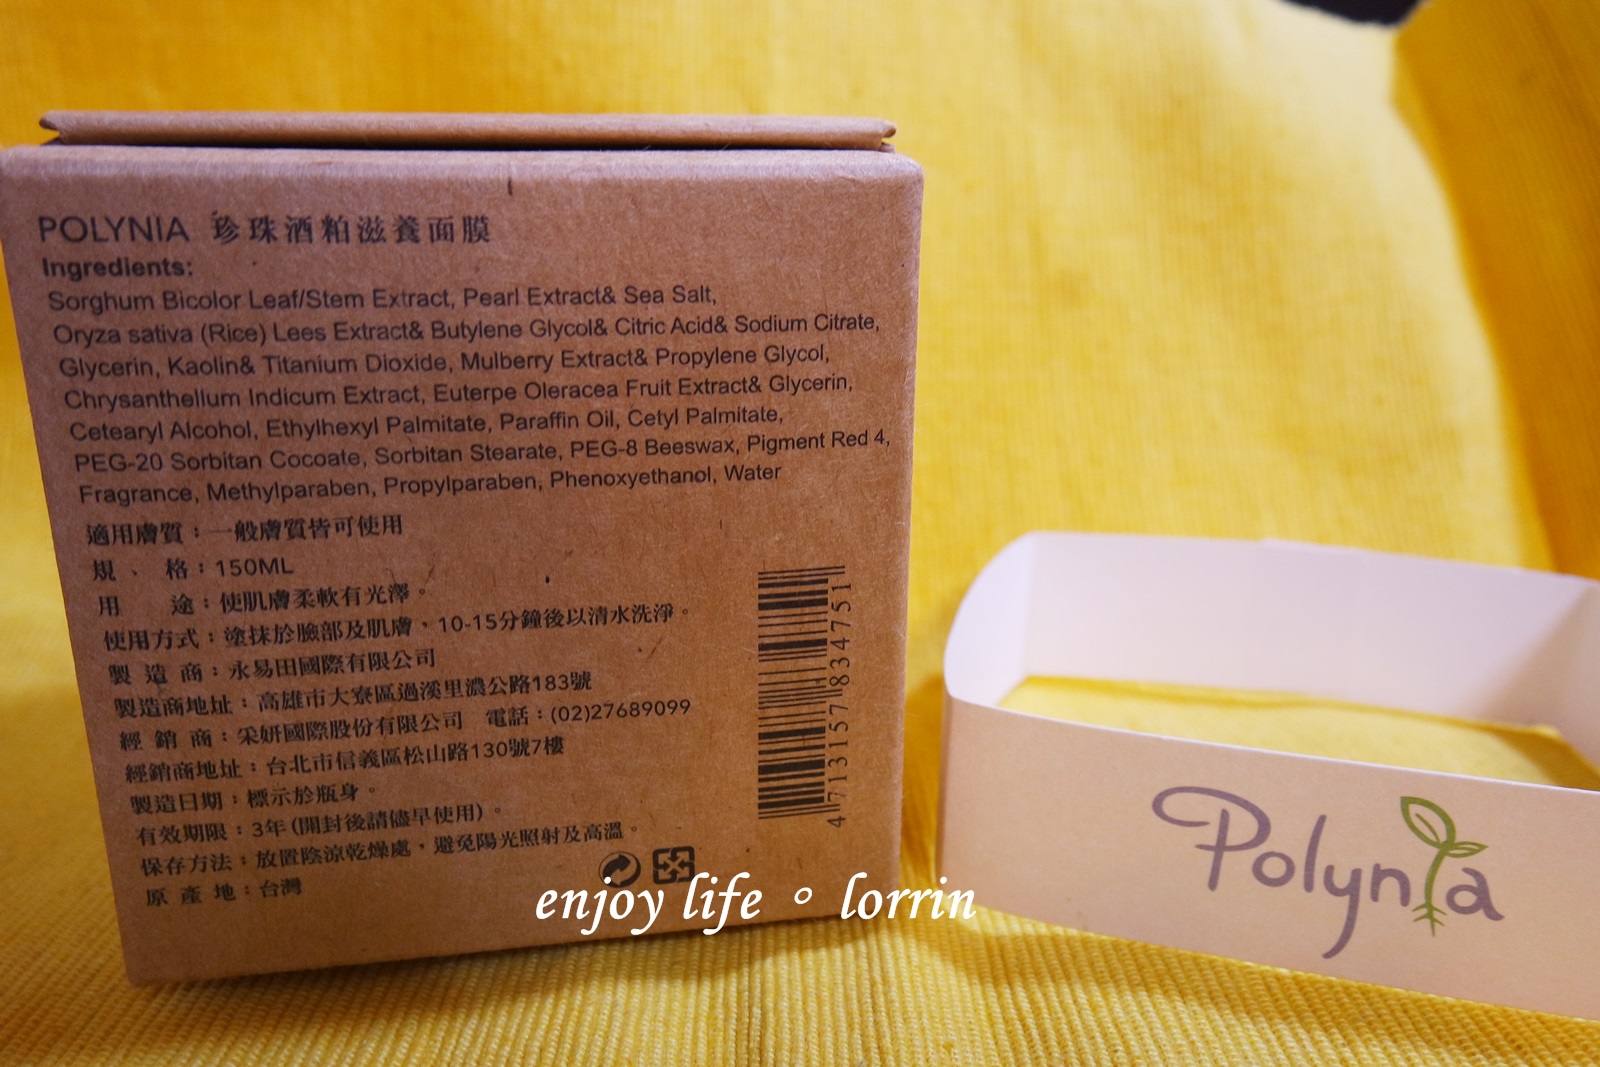 POLYNIA 珍珠酒粕滋養面膜
Ingredients:
Sorghum Bicolor Leaf/Stem Extract, Pearl Extract& Sea Salt,
Oryza sativa (Rice) Lees Extract& Butylene Glycol& Citric Acid& Sodium Citrate,
Glycerin, Kaolin& Titanium Dioxide, Mulberry Extract& Propylene Glycol,
Chrysanthellum Indicum Extract, Euterpe Oleracea Fruit Extract& Glycerin,
Cetearyl Alcohol, Ethylhexyl Palmitate, Paraffin Oil, Cetyl Palmitate,
PEG-20 Sorbitan Cocoate, Sorbitan Stearate, PEG-8 Beeswax, Pigment Red 4,
Fragrance, Methylparaben, Propylparaben, Phenoxyethanol, Water
適用膚質：一般膚質皆可使用
規、格：150ML
用 途：使肌膚柔軟有光澤。
使用方式：塗抹於臉部及肌膚，10-15分鐘後以清水洗淨。
製 造 商：永易田國際有限公司
製造商地址：高雄市大寮區過溪里濃公路183號
經 銷 商：采妍國際股份有限公司 電話：(02)27689099
經銷商地址：台北市信義區松山路130號7樓
製造日期：標示於瓶身。
有效期限：3年(開封後請儘早使用)。
保存方法：放置陰涼乾燥處，避免陽光照射及高溫。
原 產 地：台灣
4713157834751
Polynia
enjoy life。lorrin